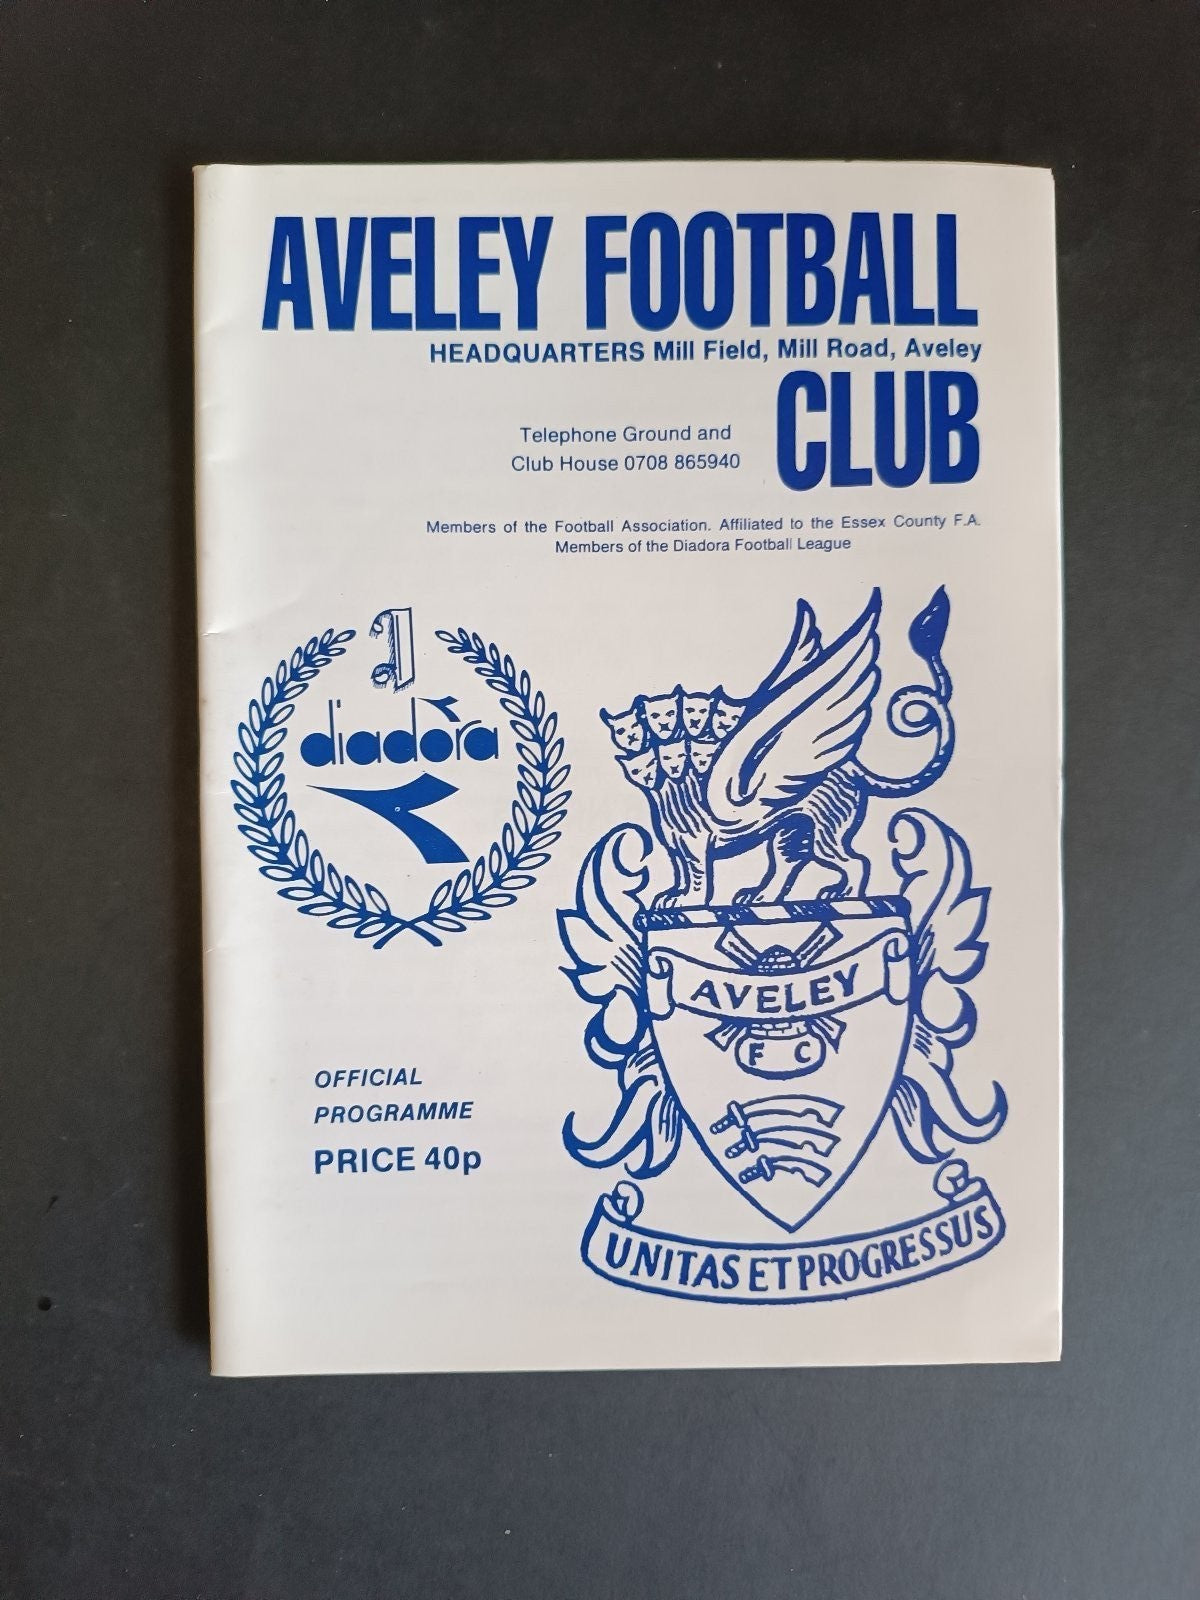 AVELEY FOOTBALL
HEADQUARTERS Mill Field, Mill Road, Aveley
CLUB
Telephone Ground and
Club House 0708 865940
Members of the Football Association. Affiliated to the Essex County F.A.
Members of the Diadora Football League
diadora
AVELEY
F C
OFFICIAL
PROGRAMME
PRICE 40p
UNITAS ET PROGRESSUS